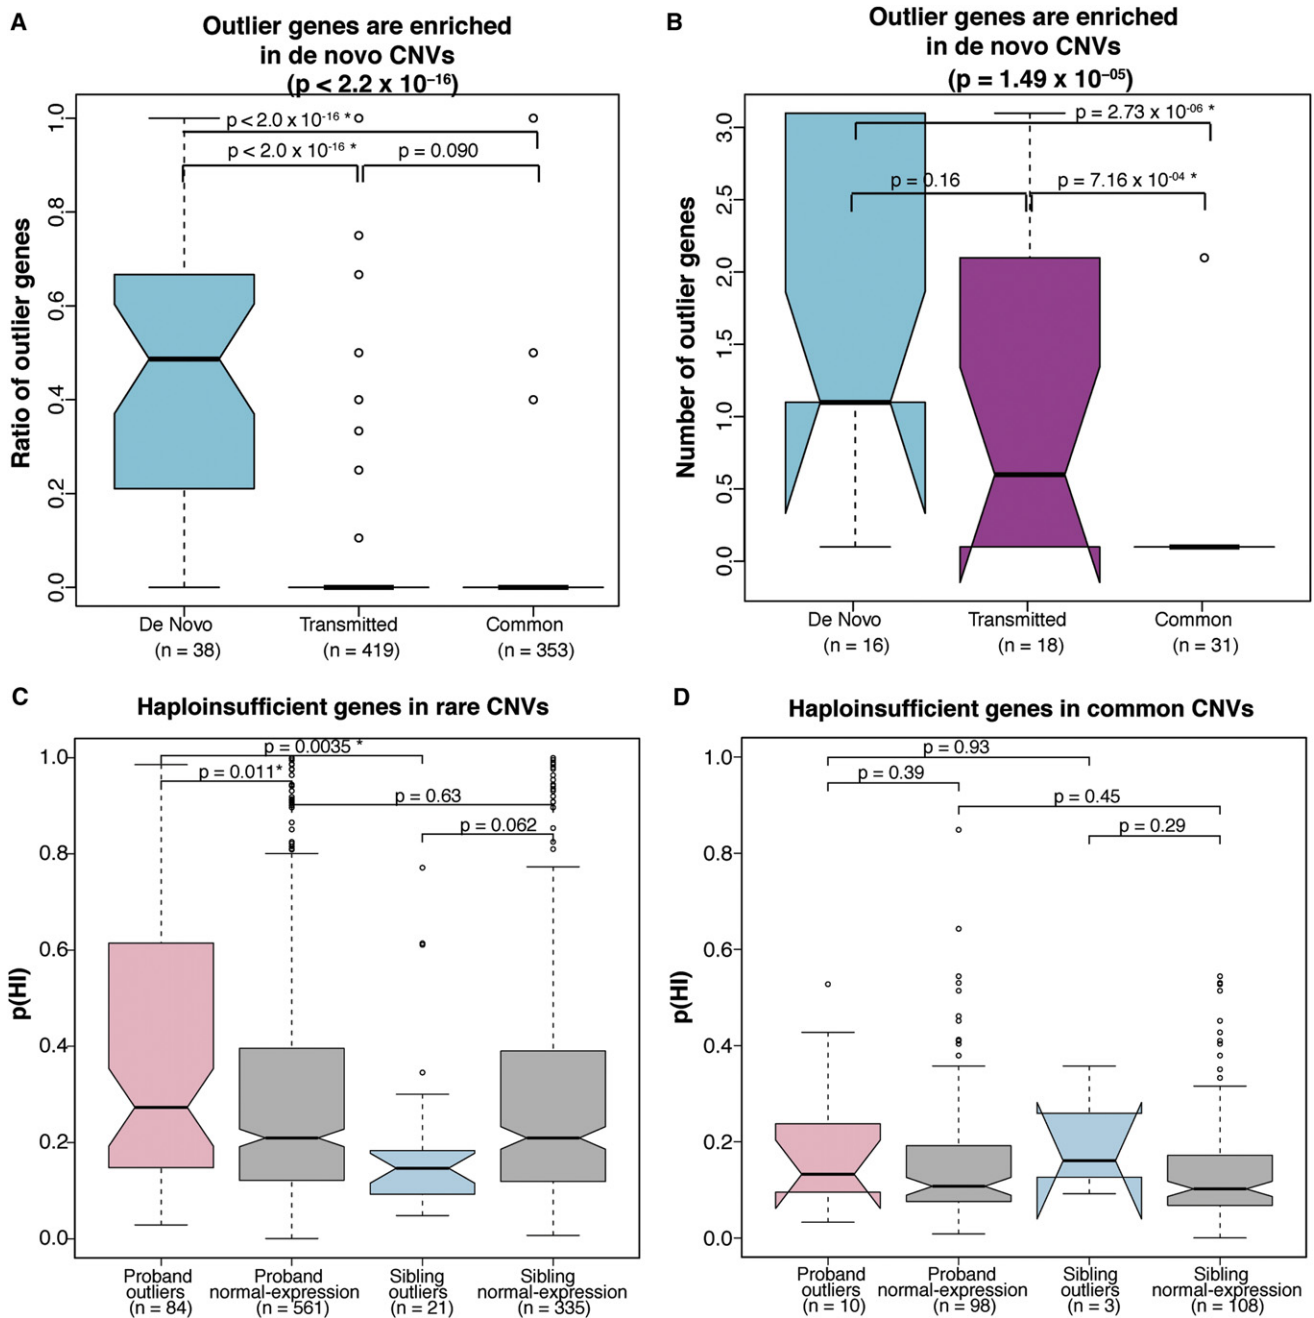 A
Outlier genes are enriched
in de novo CNVs
(p < 2.2 x 10⁻¹⁶)
p < 2.0 x 10⁻¹⁶ *
p < 2.0 x 10⁻¹⁶ *
p = 0.090
Ratio of outlier genes
1.0
0.8
0.6
0.4
0.2
0.0
De Novo
(n = 38)
Transmitted
(n = 419)
Common
(n = 353)
B
Outlier genes are enriched
in de novo CNVs
(p = 1.49 x 10⁻⁰⁵)
p = 2.73 x 10⁻⁰⁶ *
p = 0.16
p = 7.16 x 10⁻⁰⁴ *
Number of outlier genes
3.0
2.5
2.0
1.5
1.0
0.5
0.0
De Novo
(n = 16)
Transmitted
(n = 18)
Common
(n = 31)
C
Haploinsufficient genes in rare CNVs
p = 0.0035 *
p = 0.011*
p = 0.63
p = 0.062
p(HI)
1.0
0.8
0.6
0.4
0.2
0.0
Proband
outliers
(n = 84)
Proband
normal-expression
(n = 561)
Sibling
outliers
(n = 21)
Sibling
normal-expression
(n = 335)
D
Haploinsufficient genes in common CNVs
p = 0.93
p = 0.39
p = 0.45
p = 0.29
p(HI)
1.0
0.8
0.6
0.4
0.2
0.0
Proband
outliers
(n = 10)
Proband
normal-expression
(n = 98)
Sibling
outliers
(n = 3)
Sibling
normal-expression
(n = 108)